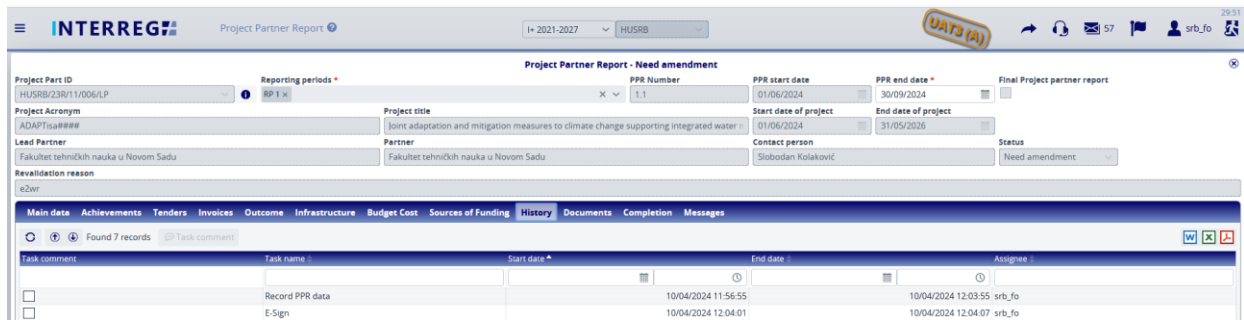 INTERREG+ Project Partner Report I+ 2021-2027 HUSRB UAT3 (A) 57 srb_fo 29:51
Project Partner Report - Need amendment
Project Part ID Reporting periods * PPR Number PPR start date PPR end date * Final Project partner report
HUSRB/23R/11/006/LP RP 1 × 1.1 01/06/2024 30/09/2024
Project Acronym Project title Start date of project End date of project
ADAPTisa#### Joint adaptation and mitigation measures to climate change supporting integrated water 01/06/2024 31/05/2026
Lead Partner Partner Contact person Status
Fakultet tehničkih nauka u Novom Sadu Fakultet tehničkih nauka u Novom Sadu Slobodan Kolaković Need amendment
Revalidation reason
e2wr
Main data Achievements Tenders Invoices Outcome Infrastructure Budget Cost Sources of Funding History Documents Completion Messages
Found 7 records Task comment W X
Task comment Task name Start date End date Assignee
Record PPR data 10/04/2024 11:56:55 10/04/2024 12:03:55 srb_fo
E-Sign 10/04/2024 12:04:01 10/04/2024 12:04:07 srb_fo